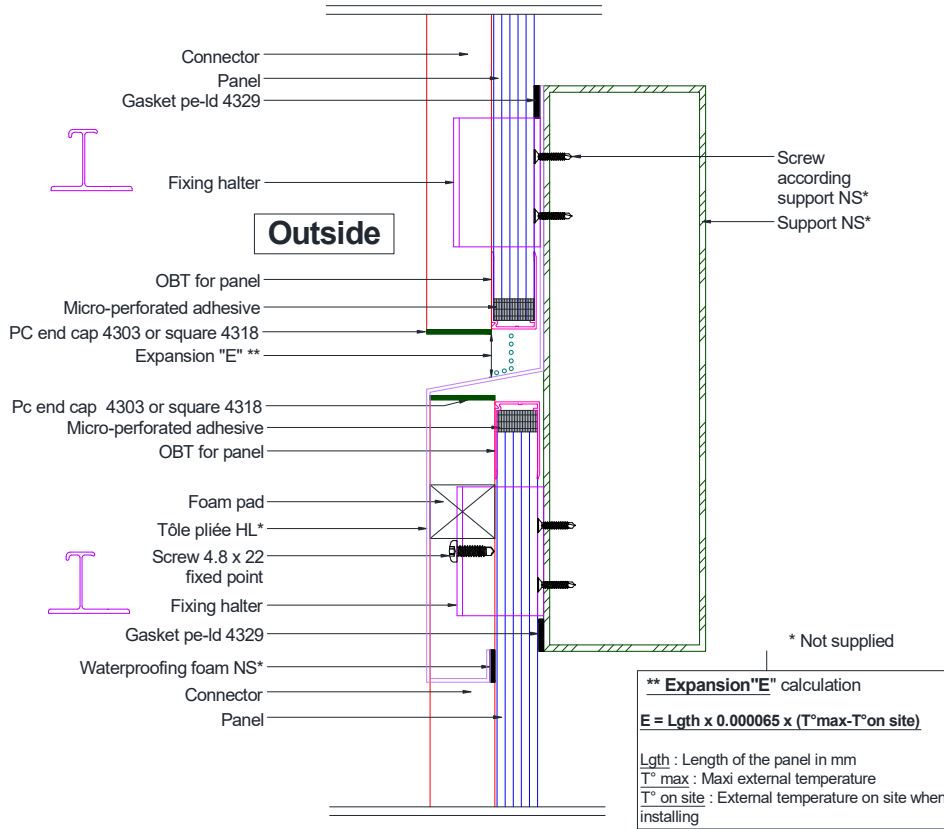 Connector
Panel
Gasket pe-ld 4329
Fixing halter
Outside
OBT for panel
Micro-perforated adhesive
PC end cap 4303 or square 4318
Expansion "E" **
Pc end cap 4303 or square 4318
Micro-perforated adhesive
OBT for panel
Foam pad
Tôle pliée HL*
Screw 4.8 x 22
fixed point
Fixing halter
Gasket pe-ld 4329
Waterproofing foam NS*
Connector
Panel
Screw
according
support NS*
Support NS*
* Not supplied
** Expansion"E" calculation
E = Lgth x 0.000065 x (T°max-T°on site)
Lgth : Length of the panel in mm
T° max : Maxi external temperature
T° on site : External temperature on site when
installing